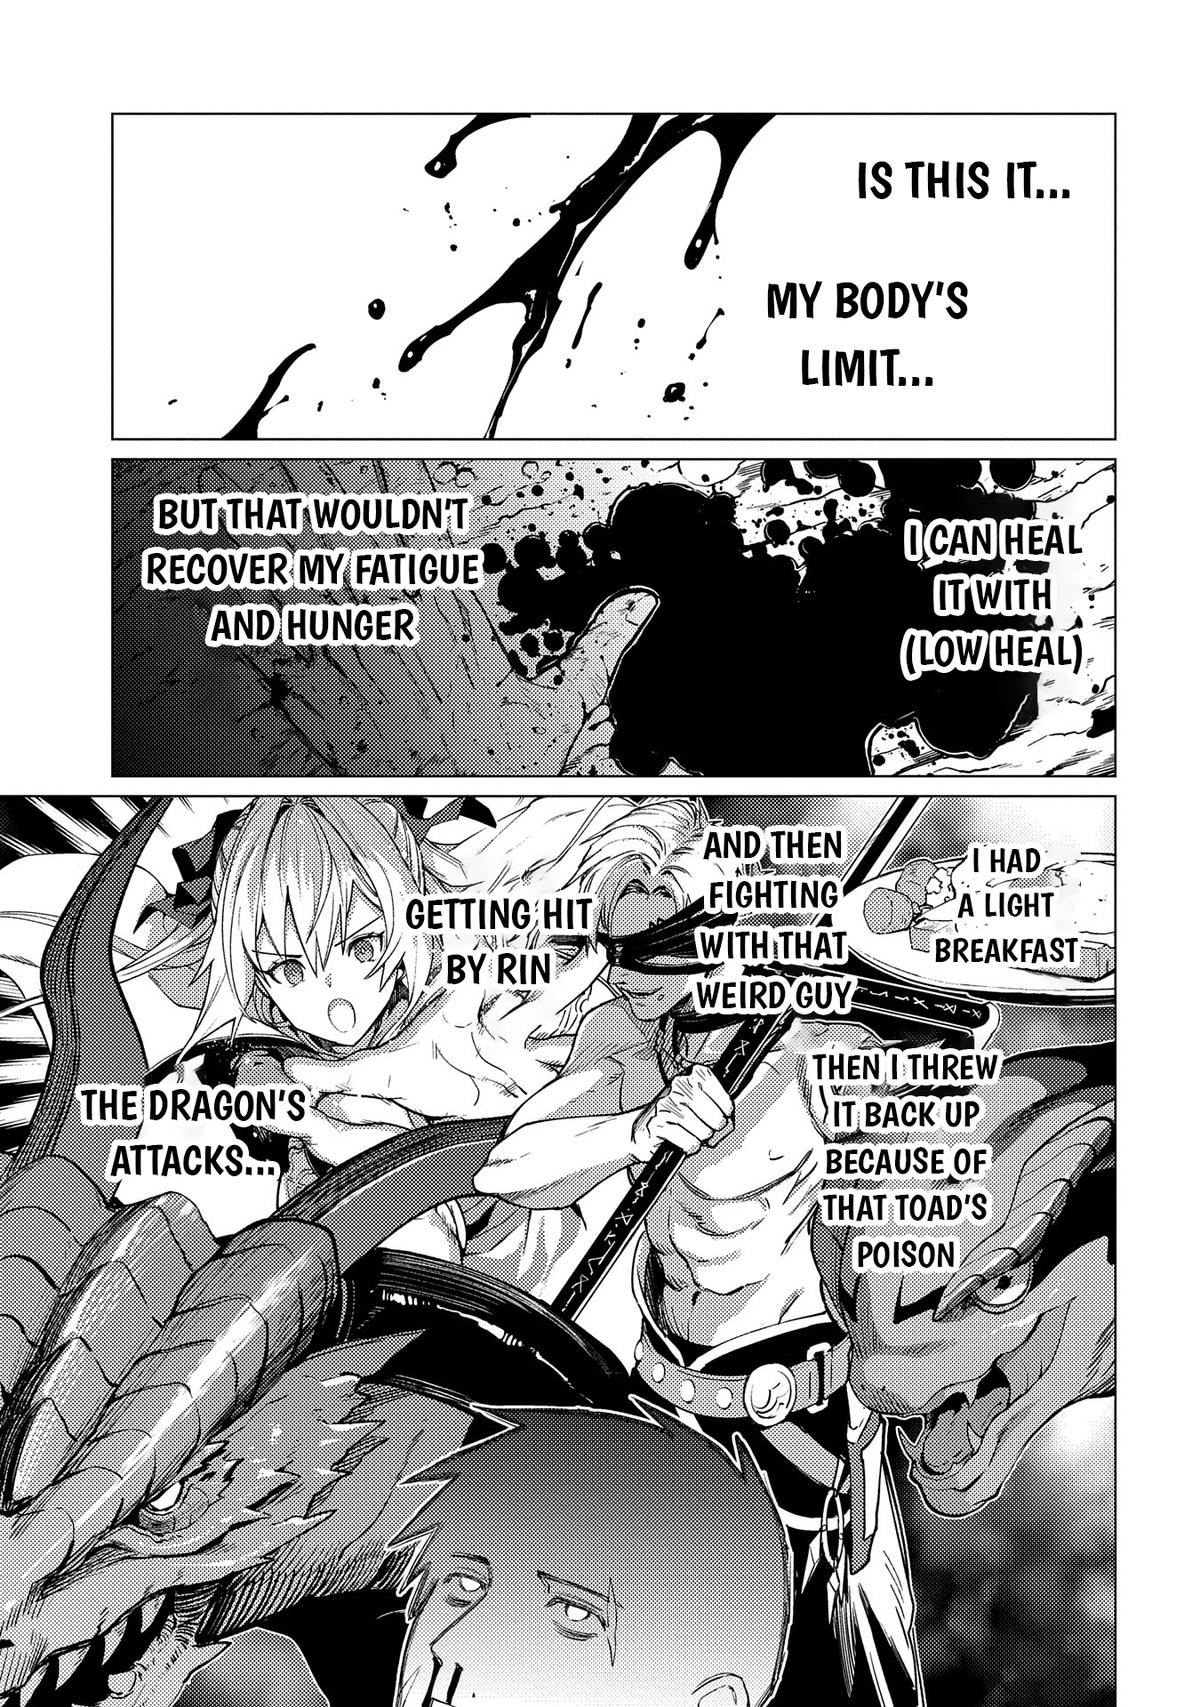 IS THIS IT...
MY BODY'S
LIMIT...
I CAN HEAL
IT WITH
(LOW HEAL)
BUT THAT WOULDN'T
RECOVER MY FATIGUE
AND HUNGER
I HAD
A LIGHT
BREAKFAST
THEN I THREW
IT BACK UP
BECAUSE OF
THAT TOAD'S
POISON
AND THEN
FIGHTING
WITH THAT
WEIRD GUY
GETTING HIT
BY RIN
THE DRAGON'S
ATTACKS...